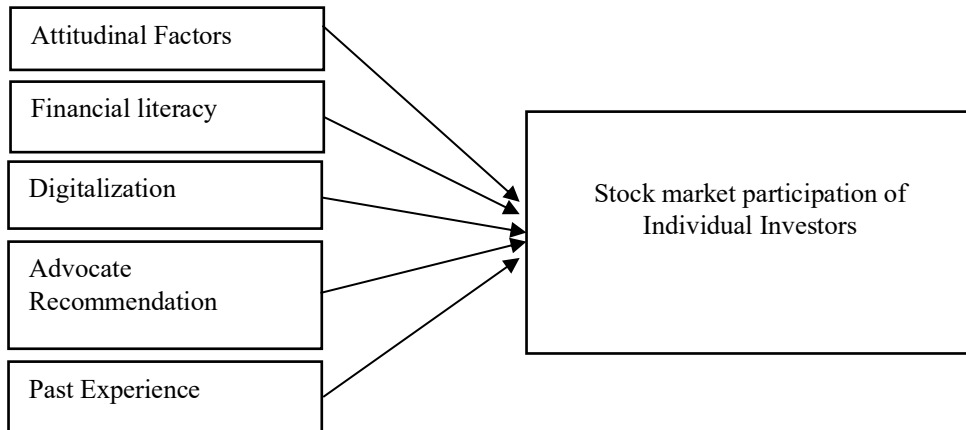 Attitudinal Factors
Financial literacy
Digitalization
Advocate
Recommendation
Past Experience
Stock market participation of
Individual Investors